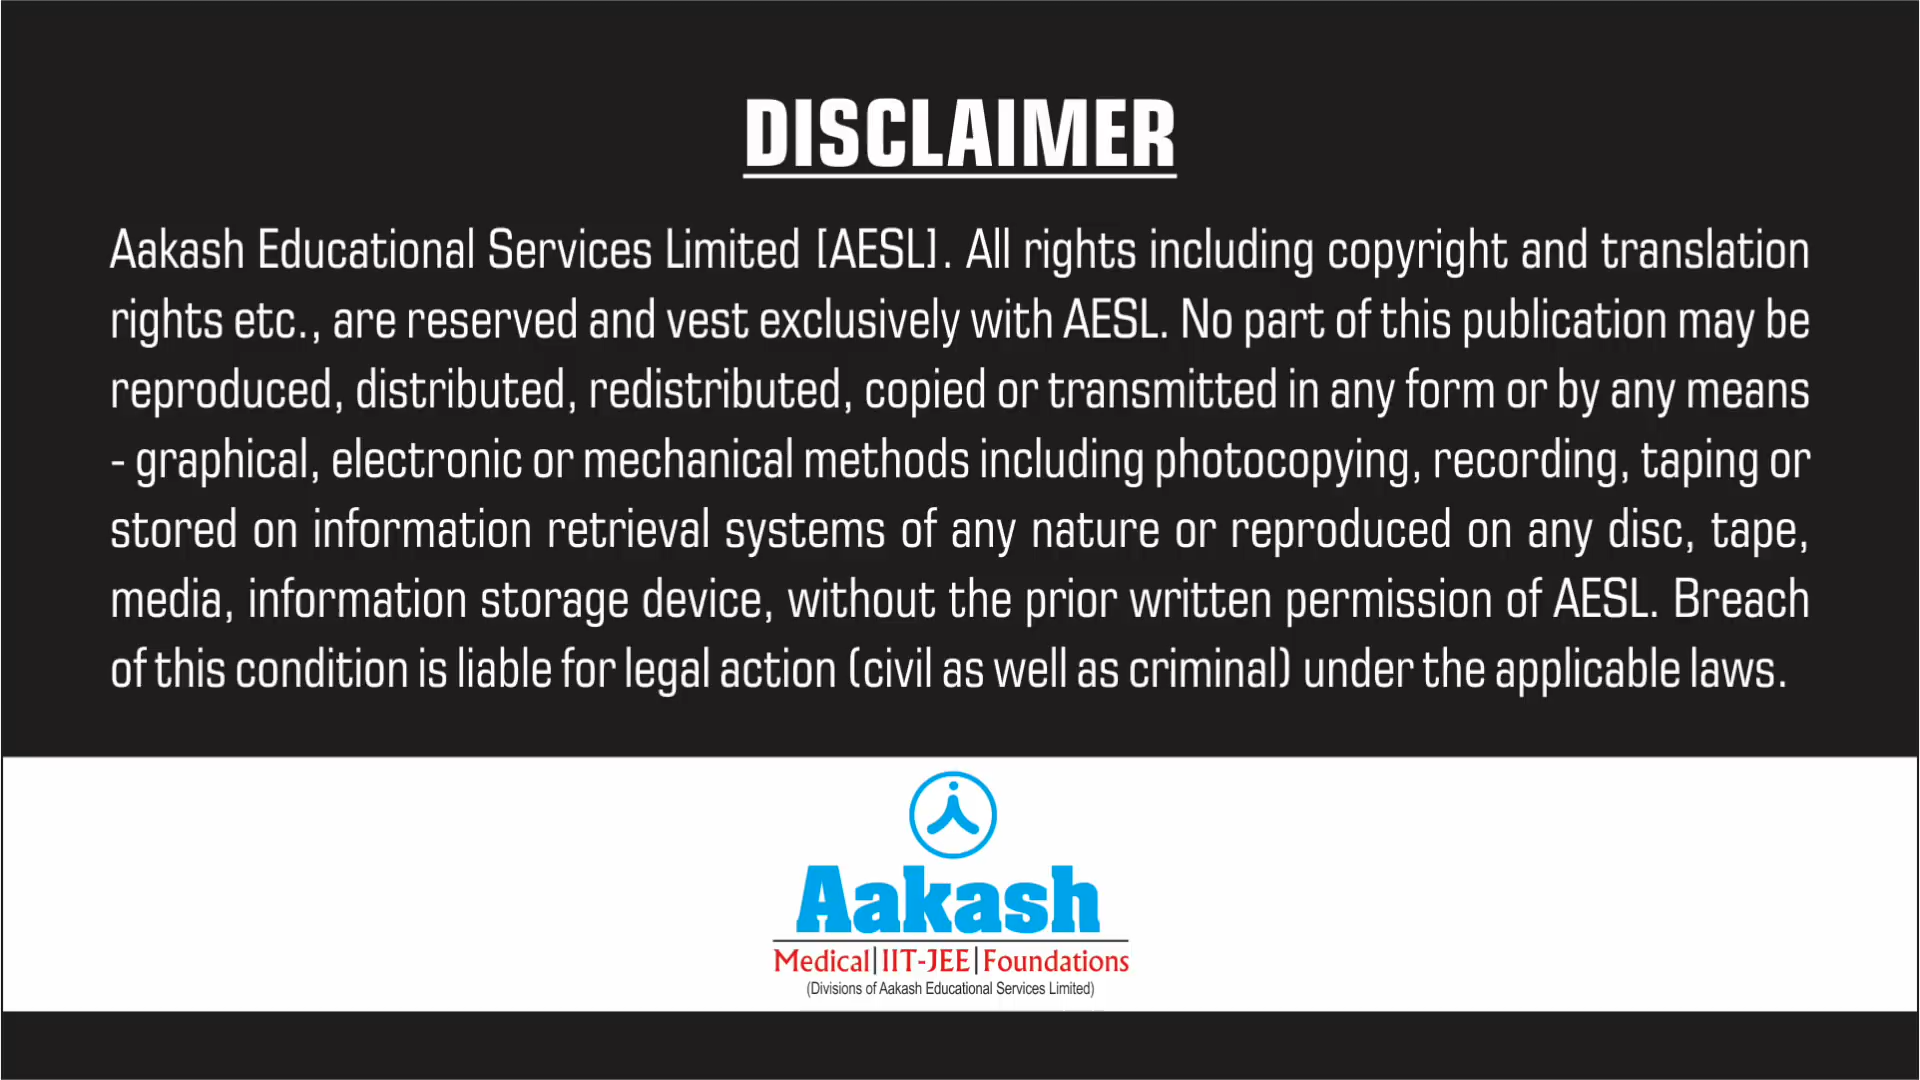 DISCLAIMER
Aakash Educational Services Limited [AESL]. All rights including copyright and translation
rights etc., are reserved and vest exclusively with AESL. No part of this publication may be
reproduced, distributed, redistributed, copied or transmitted in any form or by any means
- graphical, electronic or mechanical methods including photocopying, recording, taping or
stored on information retrieval systems of any nature or reproduced on any disc, tape,
media, information storage device, without the prior written permission of AESL. Breach
of this condition is liable for legal action (civil as well as criminal) under the applicable laws.
Aakash
Medical|IIT-JEE|Foundations
(Divisions of Aakash Educational Services Limited)